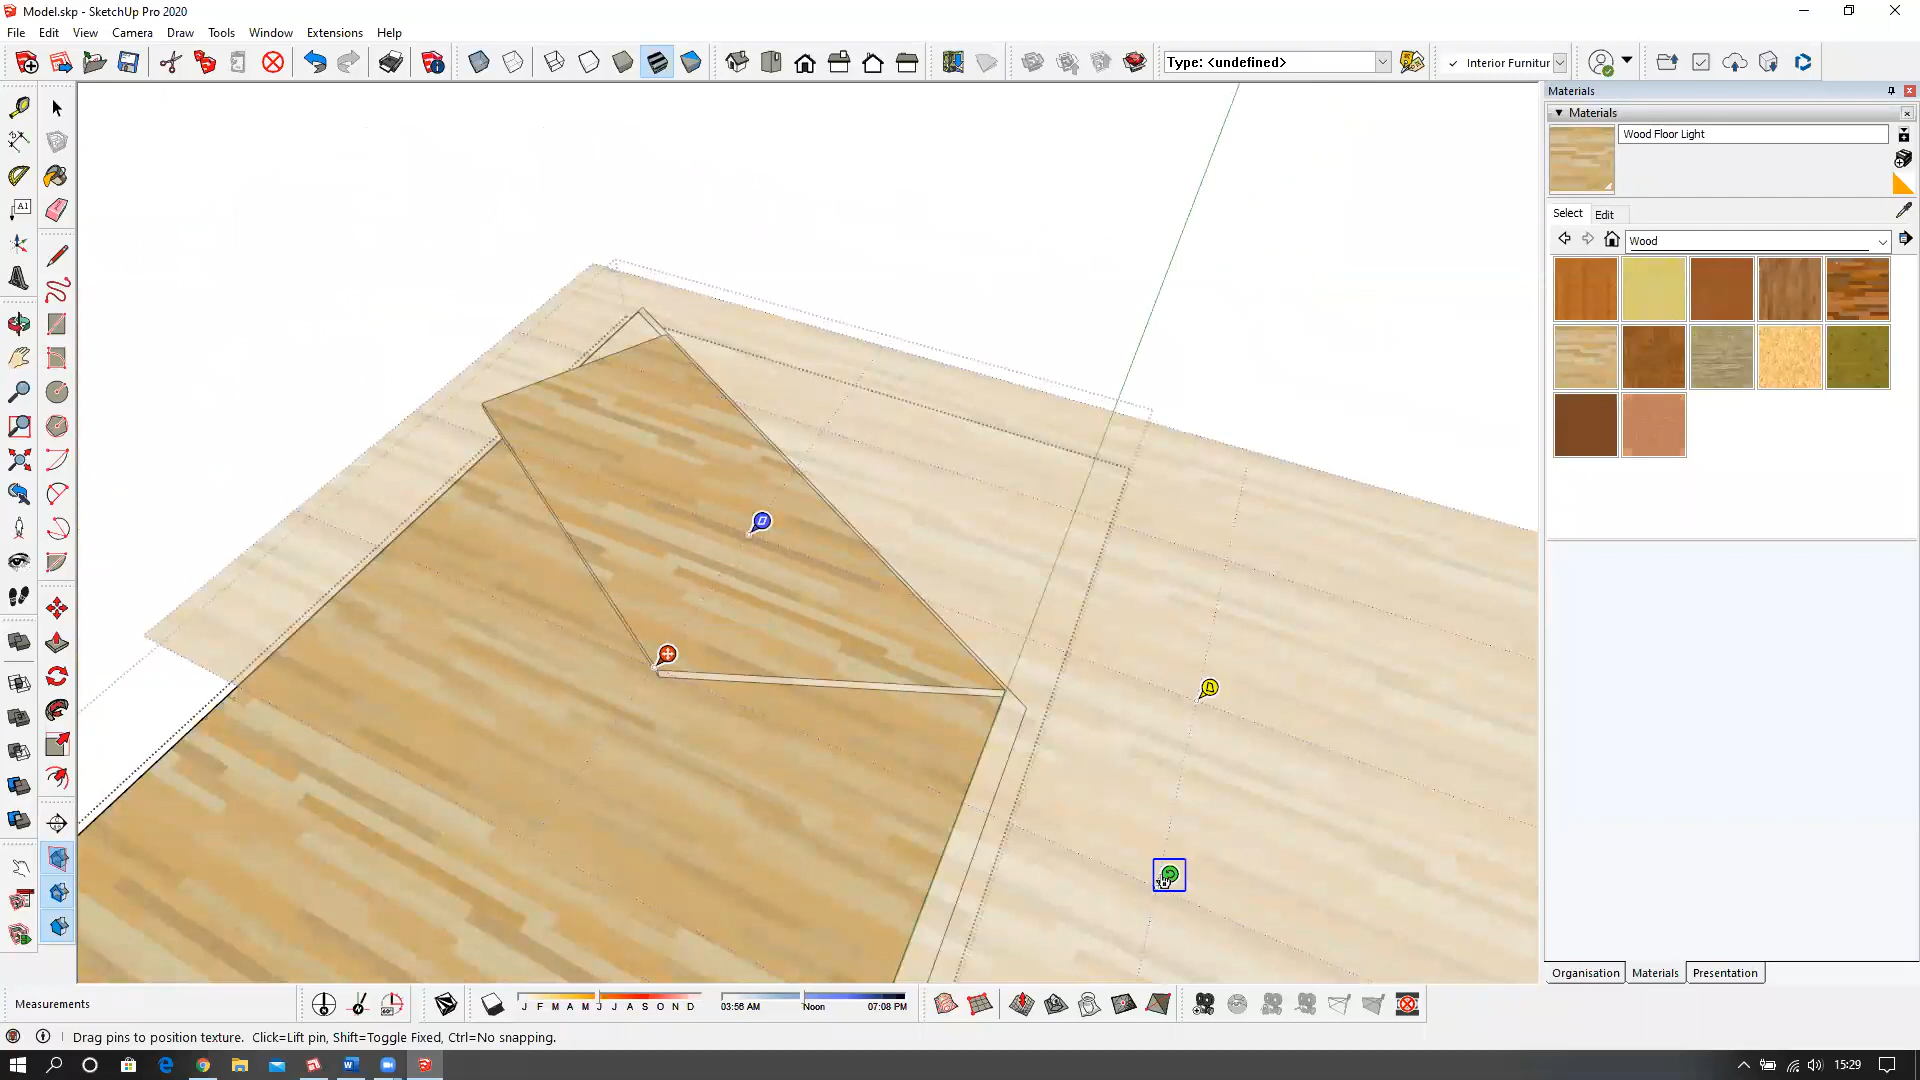 Model.skp - SketchUp Pro 2020
File Edit View Camera Draw Tools Window Extensions Help
Type: <undefined>
Interior Furnitur
Materials
Materials
Wood Floor Light
A1
Select Edit
Wood
Organisation Materials Presentation
Measurements
J F M A M J J A S O N D
03:56 AM Noon 07:08 PM
Drag pins to position texture. Click=Lift pin, Shift=Toggle Fixed, Ctrl=No snapping.
15:29